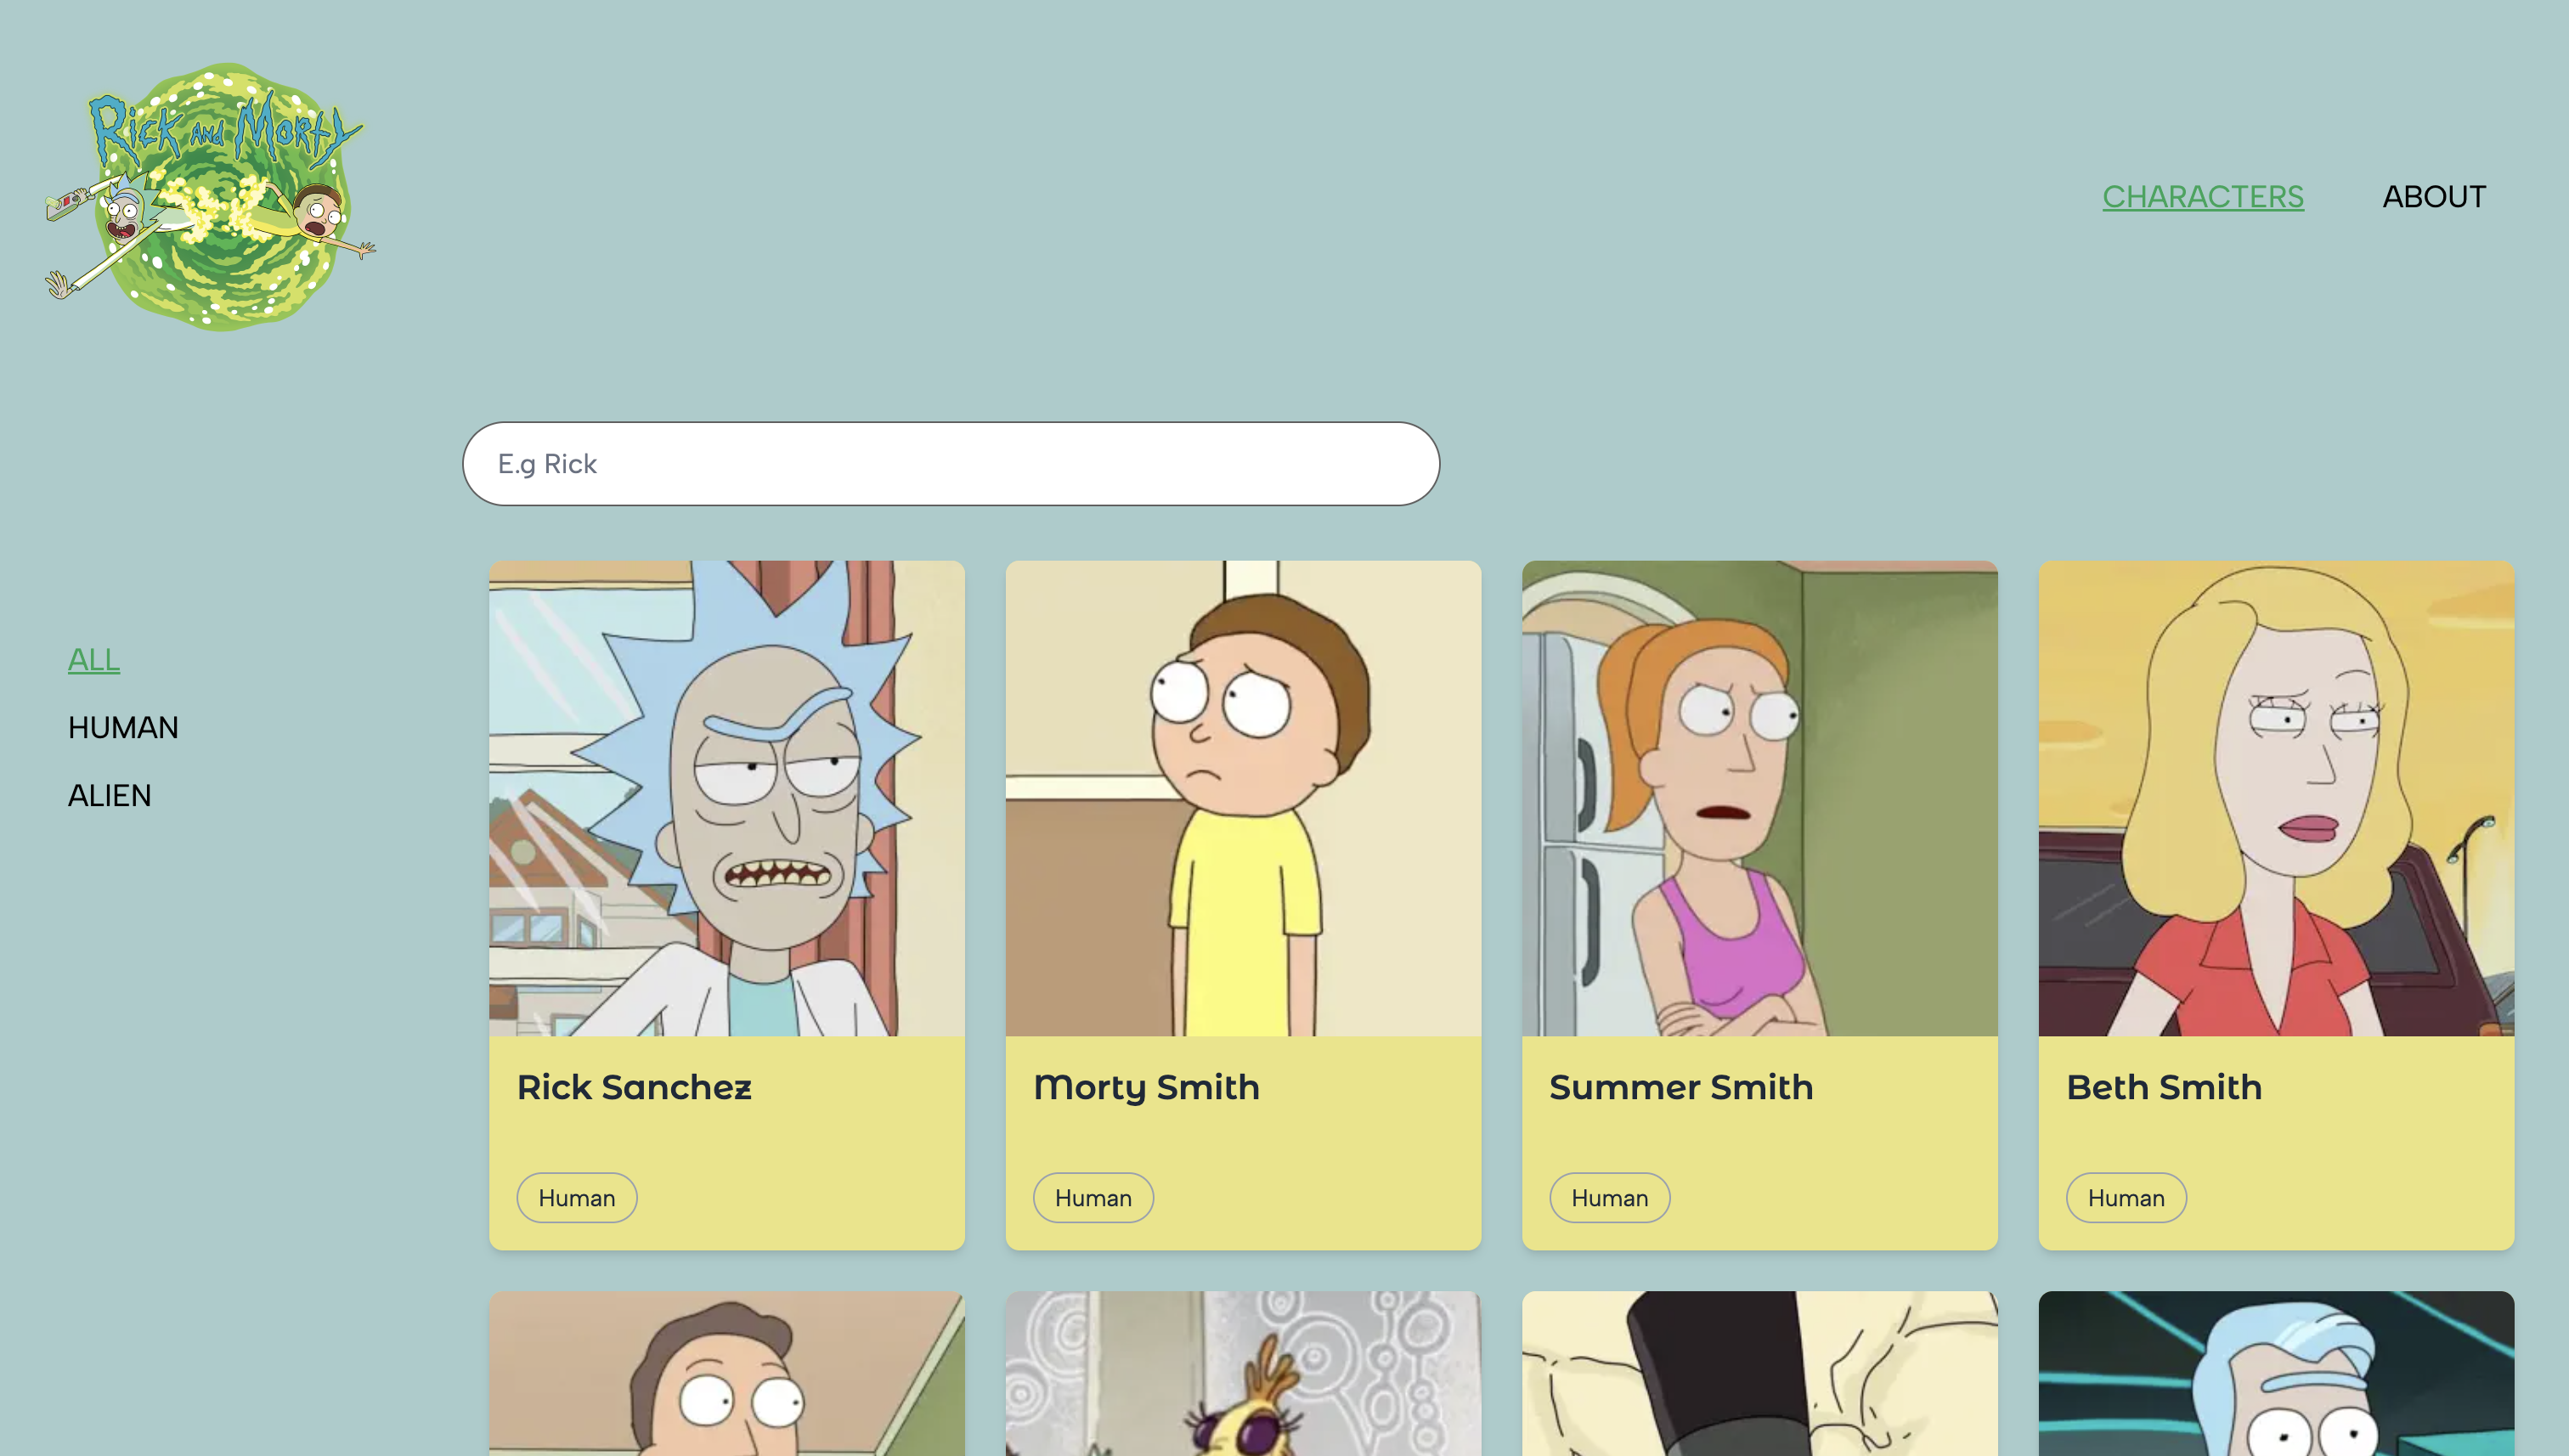 Rick and Morty
CHARACTERS ABOUT
E.g Rick
ALL
HUMAN
ALIEN
Rick Sanchez
Human
Morty Smith
Human
Summer Smith
Human
Beth Smith
Human